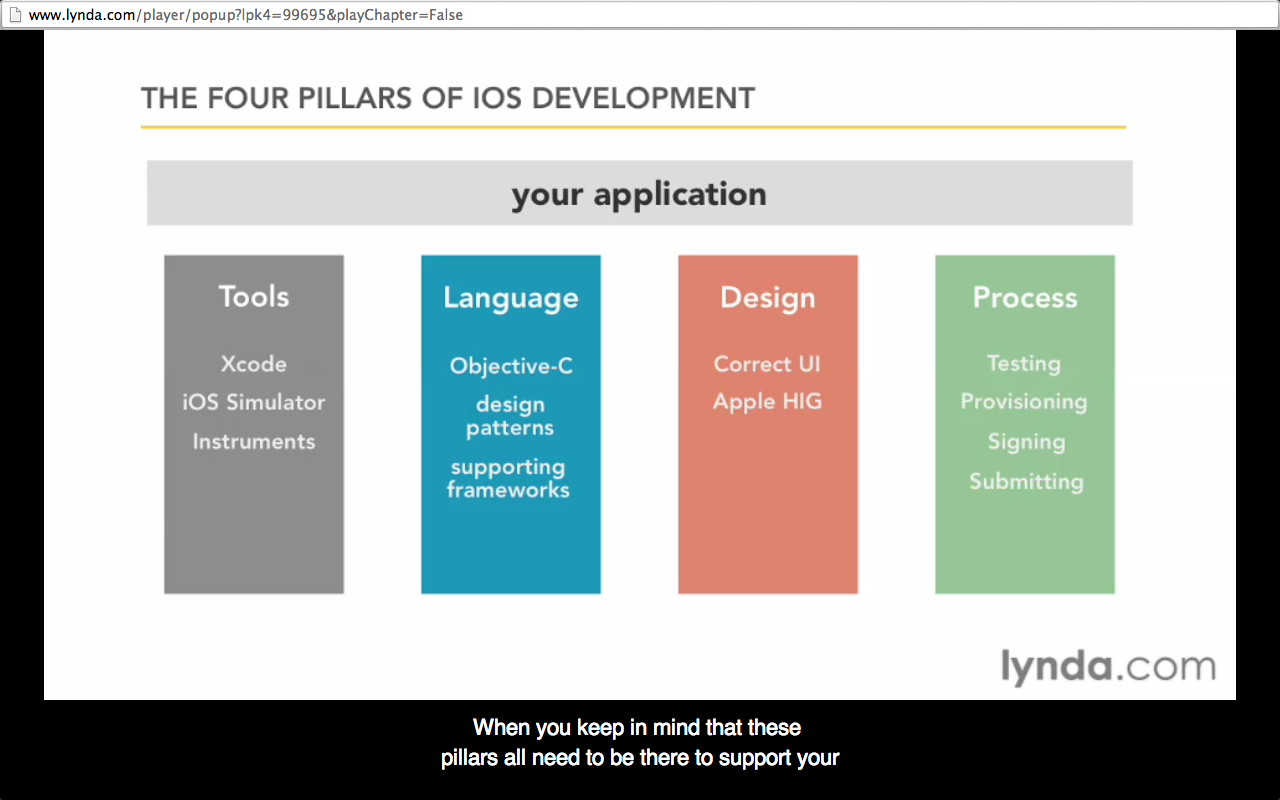 www.lynda.com/player/popup?lpk4=99695&playChapter=False
THE FOUR PILLARS OF IOS DEVELOPMENT
your application
Tools
Xcode
iOS Simulator
Instruments
Language
Objective-C
design
patterns
supporting
frameworks
Design
Correct UI
Apple HIG
Process
Testing
Provisioning
Signing
Submitting
lynda.com
When you keep in mind that these
pillars all need to be there to support your